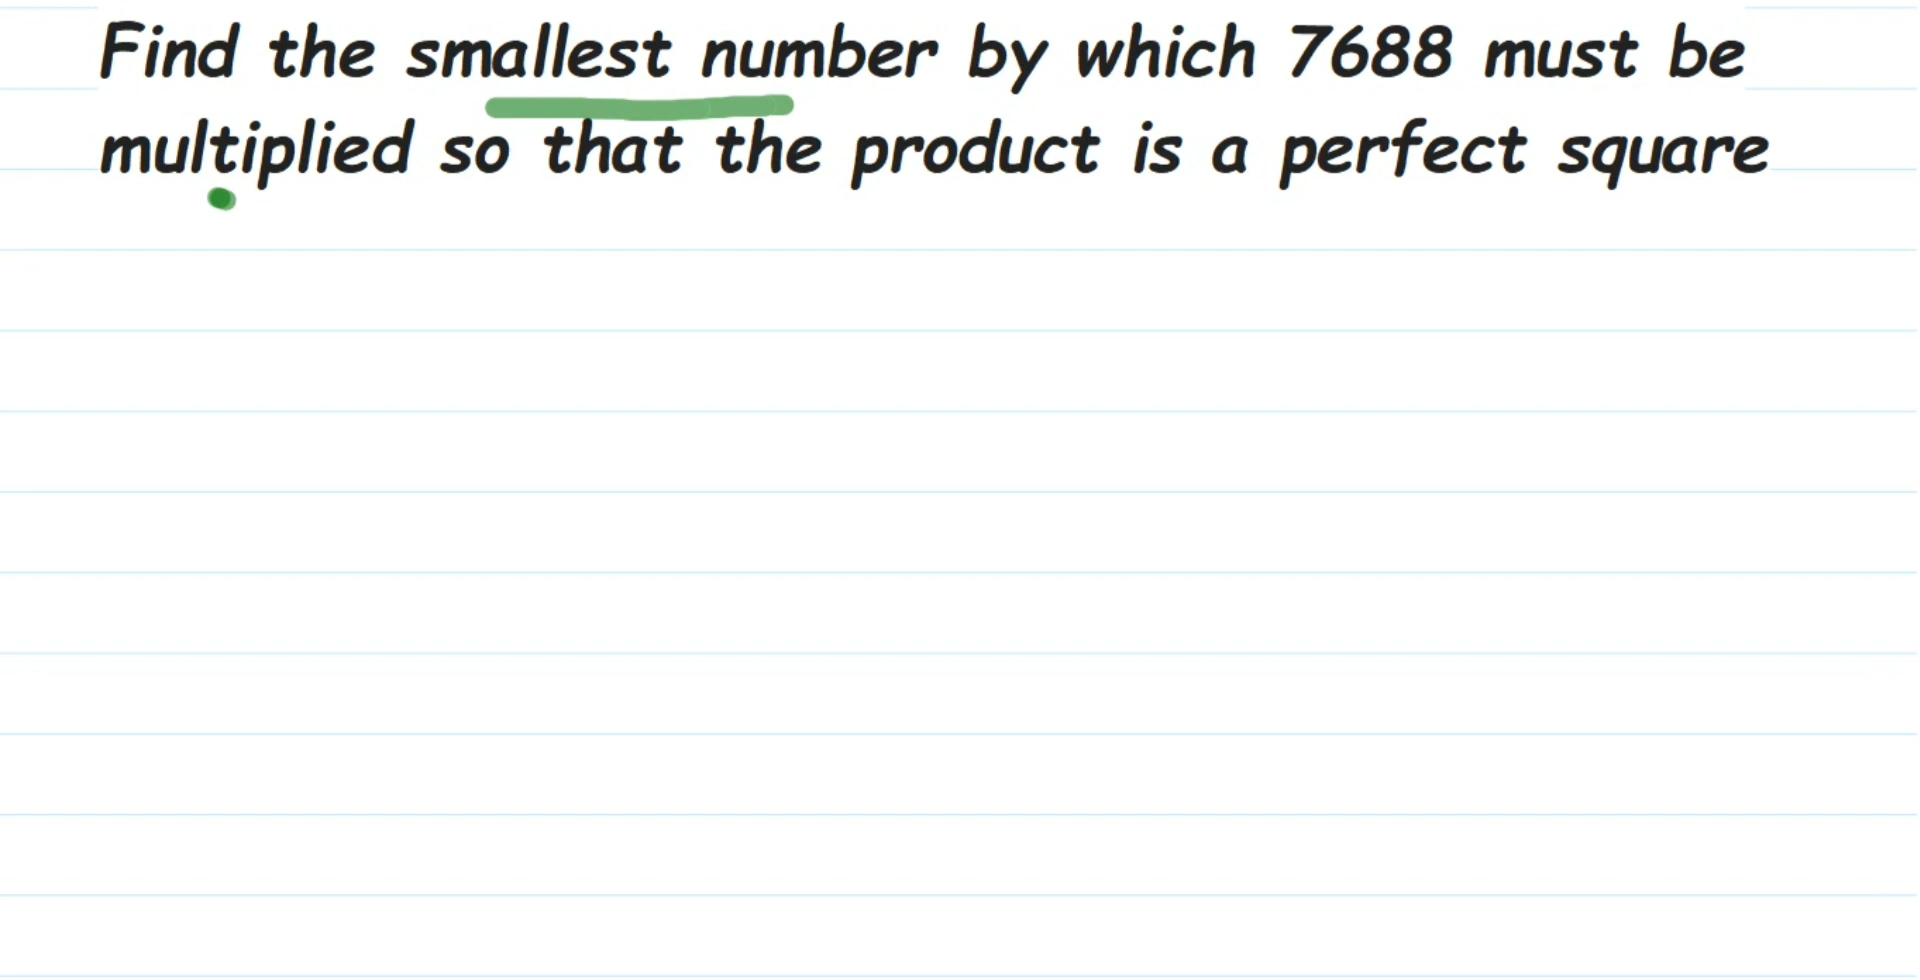 Find the smallest number by which 7688 must be
multiplied so that the product is a perfect square